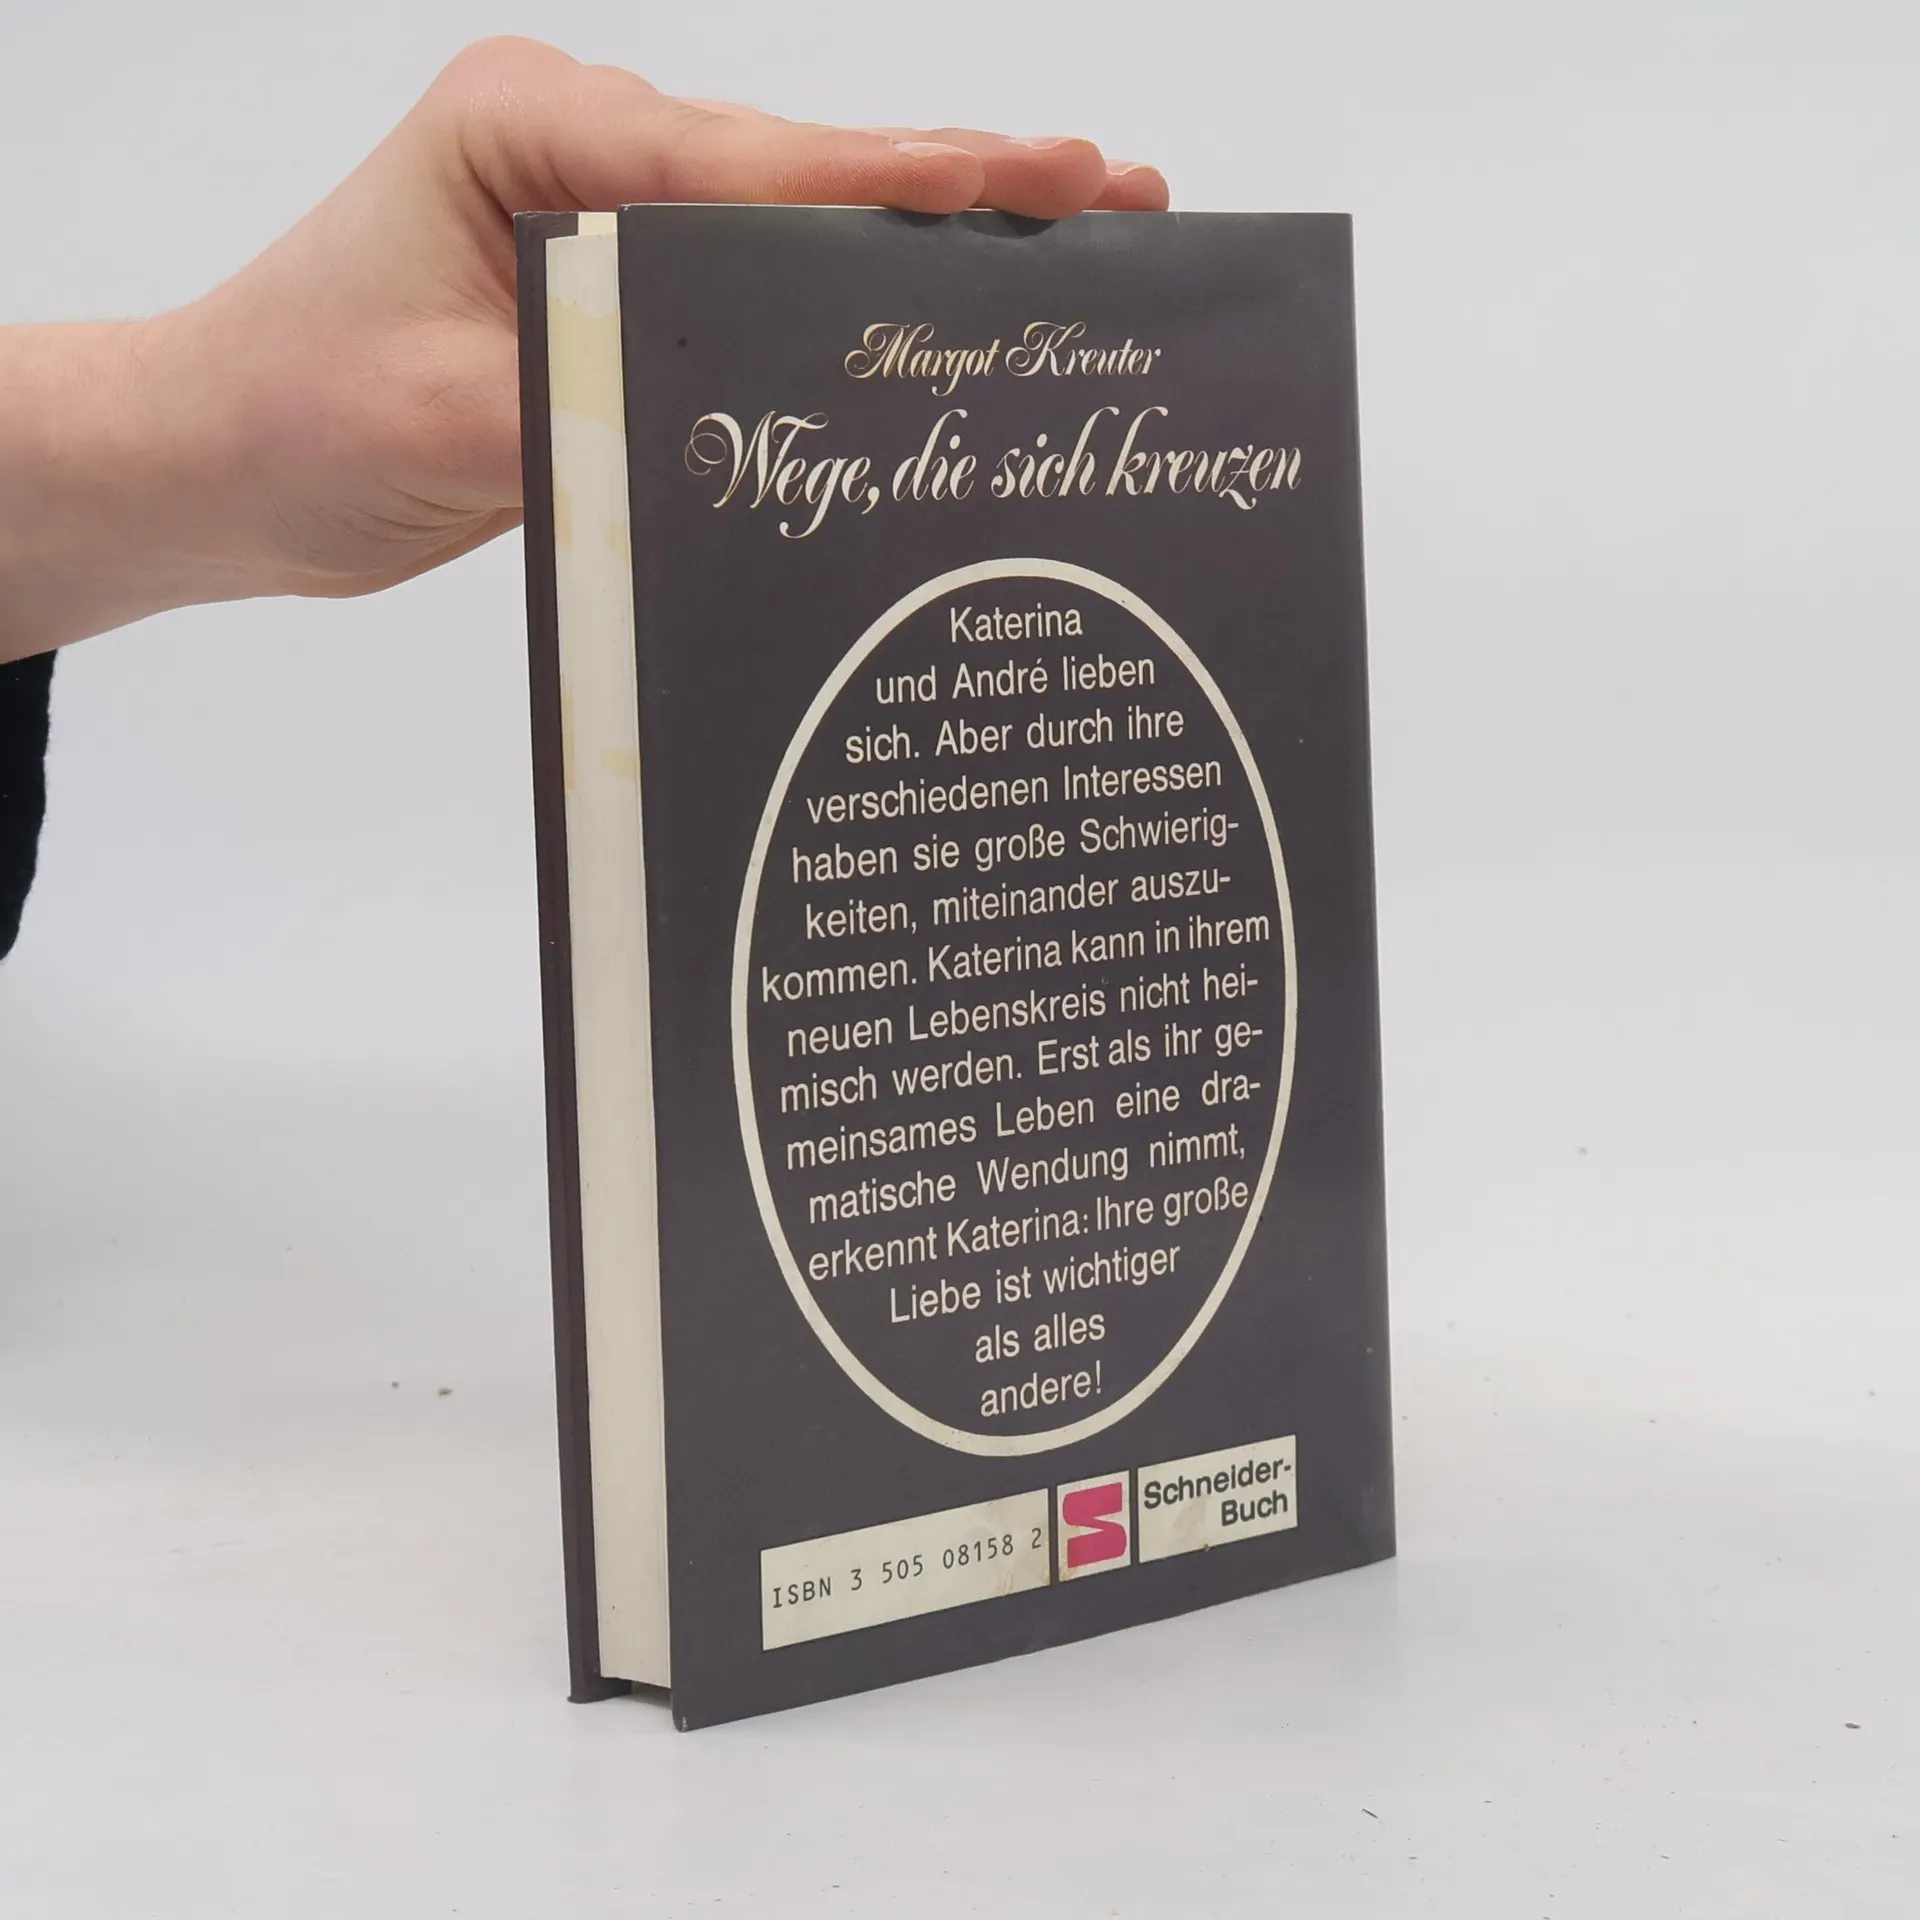 Margot Kreuter
Wege, die sich kreuzen
Katerina
und André lieben
sich. Aber durch ihre
verschiedenen Interessen
haben sie große Schwierig-
keiten, miteinander auszu-
kommen. Katerina kann in ihrem
neuen Lebenskreis nicht hei-
misch werden. Erst als ihr ge-
meinsames Leben eine dra-
matische Wendung nimmt,
erkennt Katerina: Ihre große
Liebe ist wichtiger
als alles
andere!
ISBN 3 505 08158 2
Schneider-
Buch